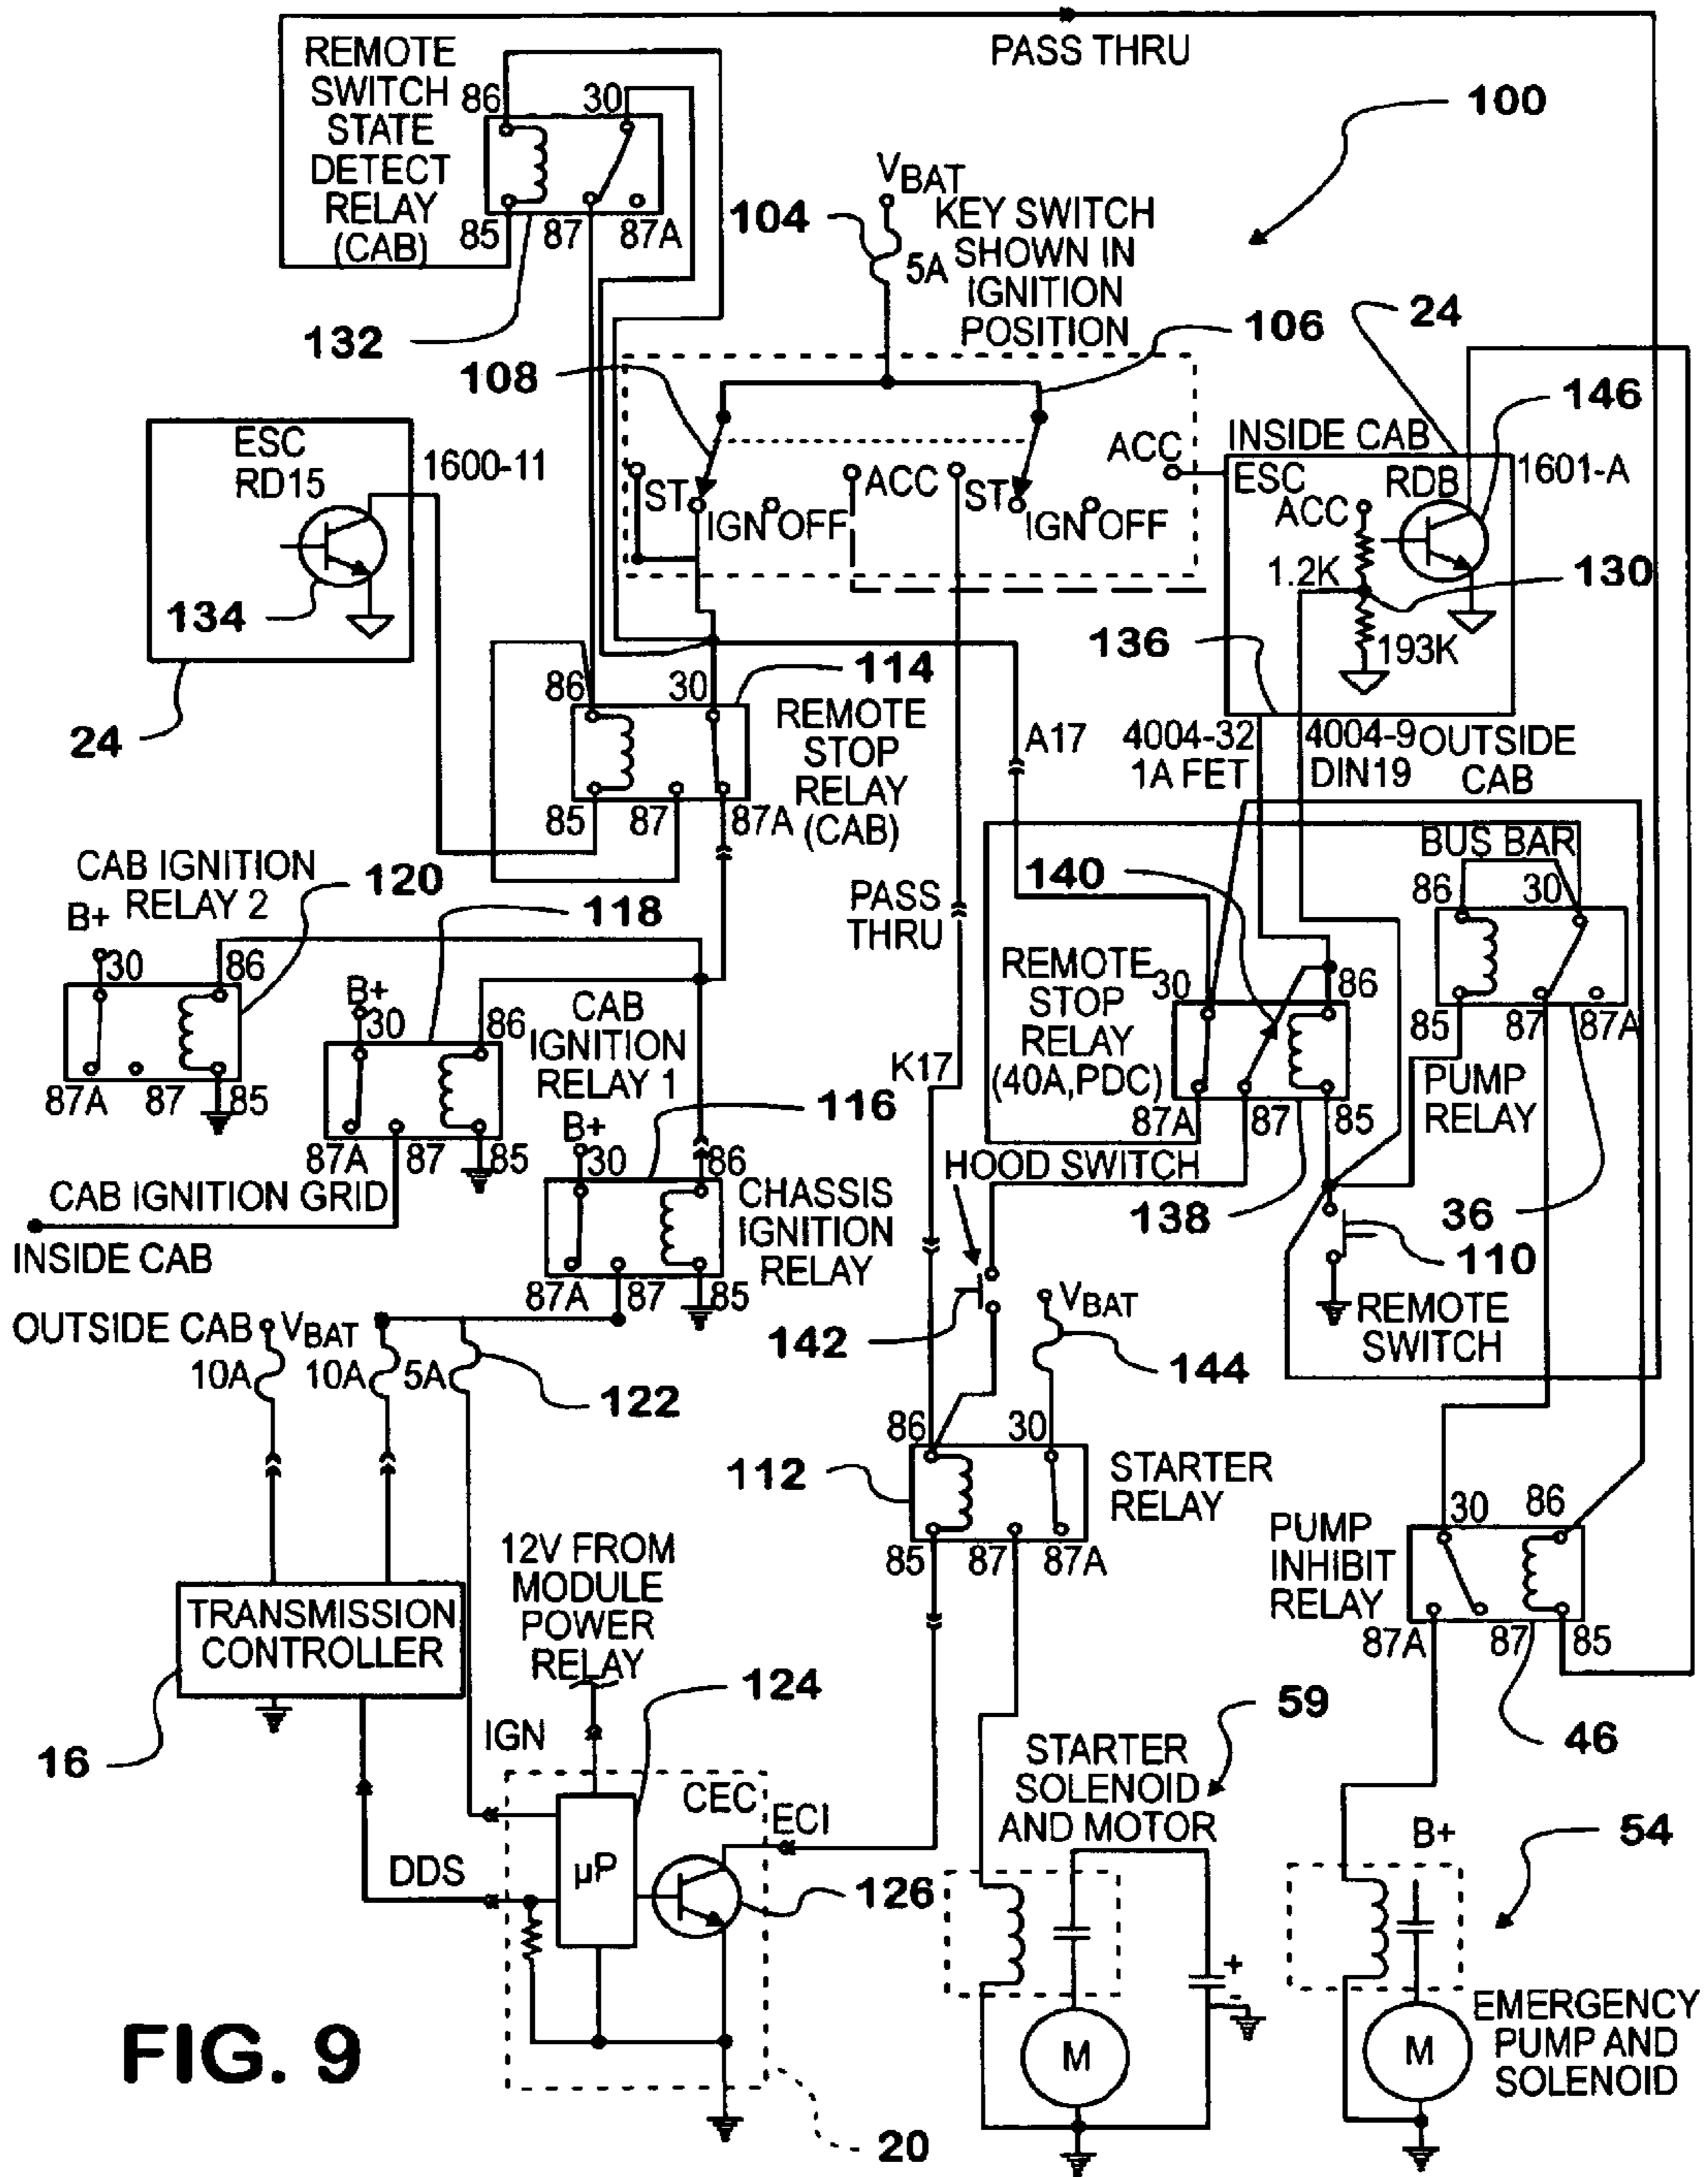 PASS THRU
REMOTE
SWITCH
STATE
DETECT
RELAY
(CAB)
86
30
85
87
87A
132
100
VBAT
104
5A
KEY SWITCH
SHOWN IN
IGNITION
POSITION
106
24
108
146
ESC
RD15
1600-11
134
24
ST
IGN
OFF
ACC
ST
IGN
OFF
ACC
INSIDE CAB
ESC
RDB
1601-A
ACC
1.2K
130
193K
136
86
30
114
REMOTE
STOP
RELAY
(CAB)
85
87
87A
A17
4004-32
1A FET
4004-9
DIN19
OUTSIDE
CAB
CAB IGNITION
RELAY 2
120
B+
30
86
87A
87
85
118
B+
30
86
CAB
IGNITION
RELAY 1
87A
87
85
CAB IGNITION GRID
INSIDE CAB
PASS
THRU
140
BUS BAR
86
30
REMOTE
STOP
RELAY
(40A,PDC)
30
86
85
87
87A
PUMP
RELAY
K17
116
B+
30
86
CHASSIS
IGNITION
RELAY
87A
87
85
87A
87
85
HOOD SWITCH
138
36
110
REMOTE
SWITCH
OUTSIDE CAB
VBAT
10A
10A
5A
122
142
VBAT
144
86
30
112
STARTER
RELAY
85
87
87A
30
86
PUMP
INHIBIT
RELAY
87A
87
85
46
12V FROM
MODULE
POWER
RELAY
TRANSMISSION
CONTROLLER
16
124
IGN
CEC
ECI
DDS
µP
126
59
STARTER
SOLENOID
AND MOTOR
B+
54
+
-
M
M
EMERGENCY
PUMP AND
SOLENOID
20
FIG. 9